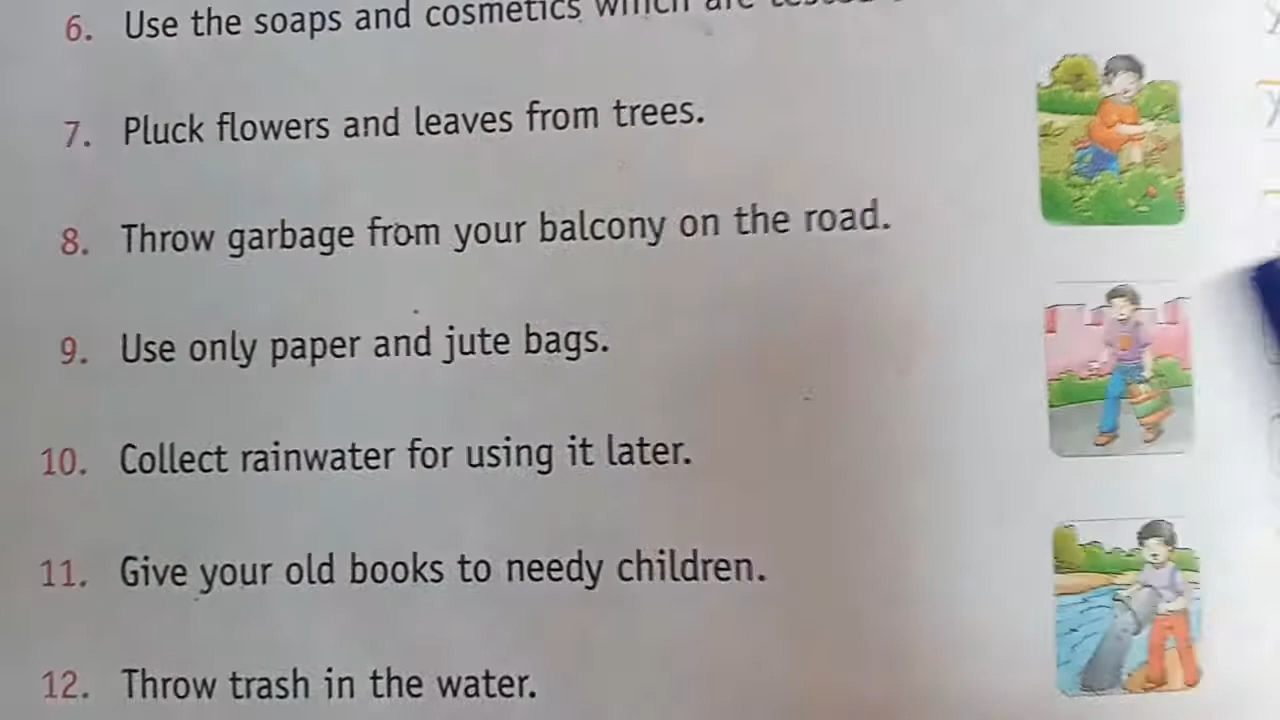 6. Use the soaps and cosmetics which are tested
7. Pluck flowers and leaves from trees.
8. Throw garbage from your balcony on the road.
9. Use only paper and jute bags.
10. Collect rainwater for using it later.
11. Give your old books to needy children.
12. Throw trash in the water.